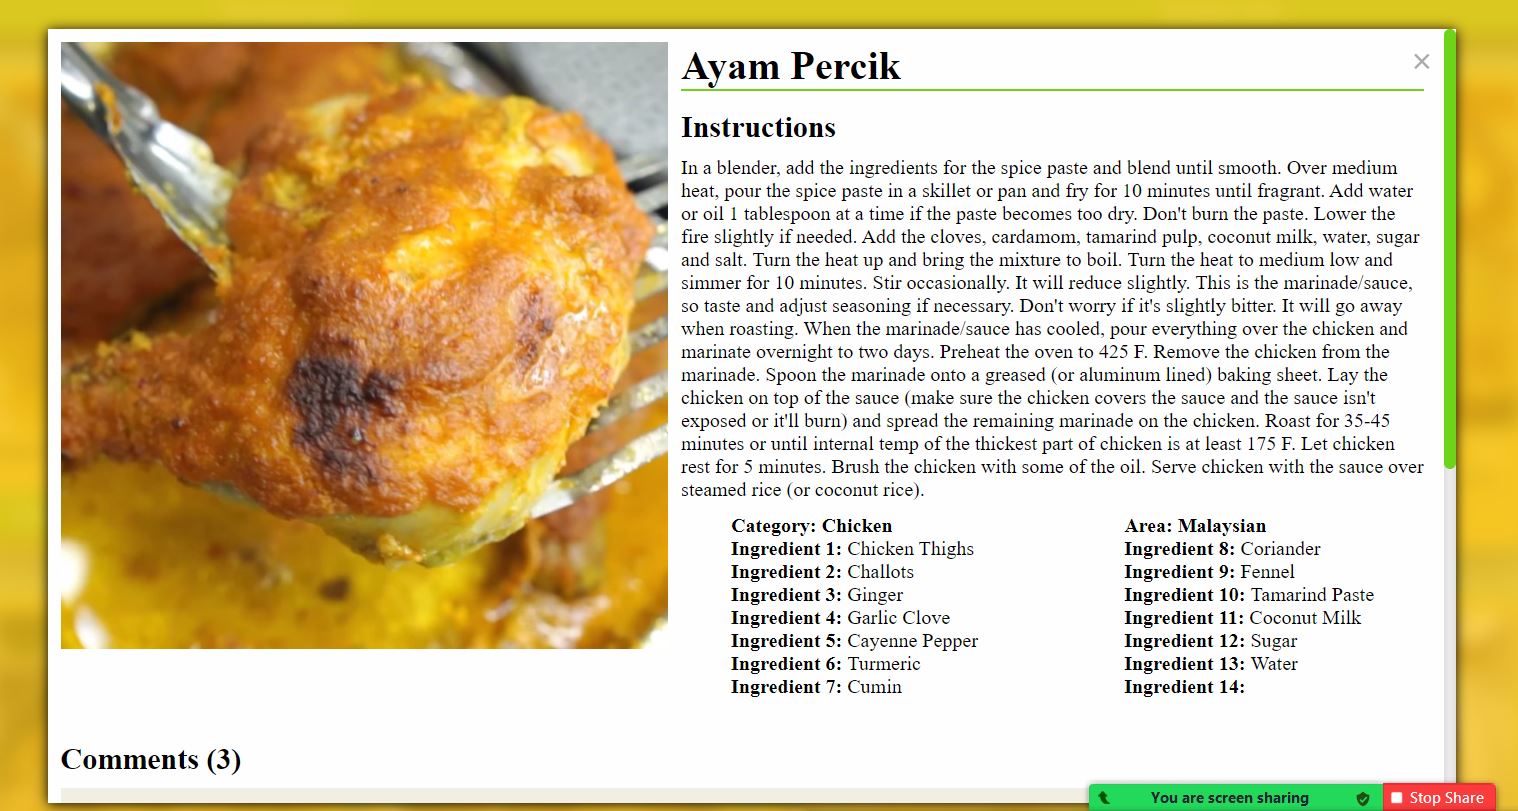 Ayam Percik
×
Instructions
In a blender, add the ingredients for the spice paste and blend until smooth. Over medium
heat, pour the spice paste in a skillet or pan and fry for 10 minutes until fragrant. Add water
or oil 1 tablespoon at a time if the paste becomes too dry. Don't burn the paste. Lower the
fire slightly if needed. Add the cloves, cardamom, tamarind pulp, coconut milk, water, sugar
and salt. Turn the heat up and bring the mixture to boil. Turn the heat to medium low and
simmer for 10 minutes. Stir occasionally. It will reduce slightly. This is the marinade/sauce,
so taste and adjust seasoning if necessary. Don't worry if it's slightly bitter. It will go away
when roasting. When the marinade/sauce has cooled, pour everything over the chicken and
marinate overnight to two days. Preheat the oven to 425 F. Remove the chicken from the
marinade. Spoon the marinade onto a greased (or aluminum lined) baking sheet. Lay the
chicken on top of the sauce (make sure the chicken covers the sauce and the sauce isn't
exposed or it'll burn) and spread the remaining marinade on the chicken. Roast for 35-45
minutes or until internal temp of the thickest part of chicken is at least 175 F. Let chicken
rest for 5 minutes. Brush the chicken with some of the oil. Serve chicken with the sauce over
steamed rice (or coconut rice).
Category: Chicken
Ingredient 1: Chicken Thighs
Ingredient 2: Challots
Ingredient 3: Ginger
Ingredient 4: Garlic Clove
Ingredient 5: Cayenne Pepper
Ingredient 6: Turmeric
Ingredient 7: Cumin
Area: Malaysian
Ingredient 8: Coriander
Ingredient 9: Fennel
Ingredient 10: Tamarind Paste
Ingredient 11: Coconut Milk
Ingredient 12: Sugar
Ingredient 13: Water
Ingredient 14:
Comments (3)
You are screen sharing
Stop Share